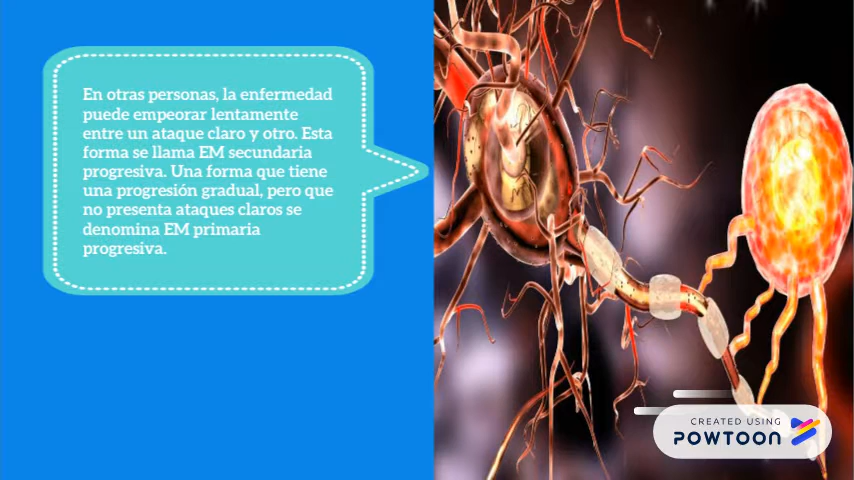 En otras personas, la enfermedad
puede empeorar lentamente
entre un ataque claro y otro. Esta
forma se llama EM secundaria
progresiva. Una forma que tiene
una progresión gradual, pero que
no presenta ataques claros se
denomina EM primaria
progresiva.
CREATED USING
POWTOON